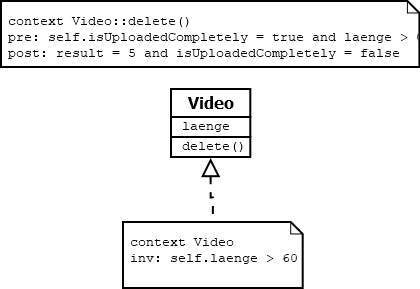 context Video::delete()
pre: self.isUploadedCompletely = true and laenge >
post: result = 5 and isUploadedCompletely = false
Video
laenge
delete()
context Video
inv: self.laenge > 60